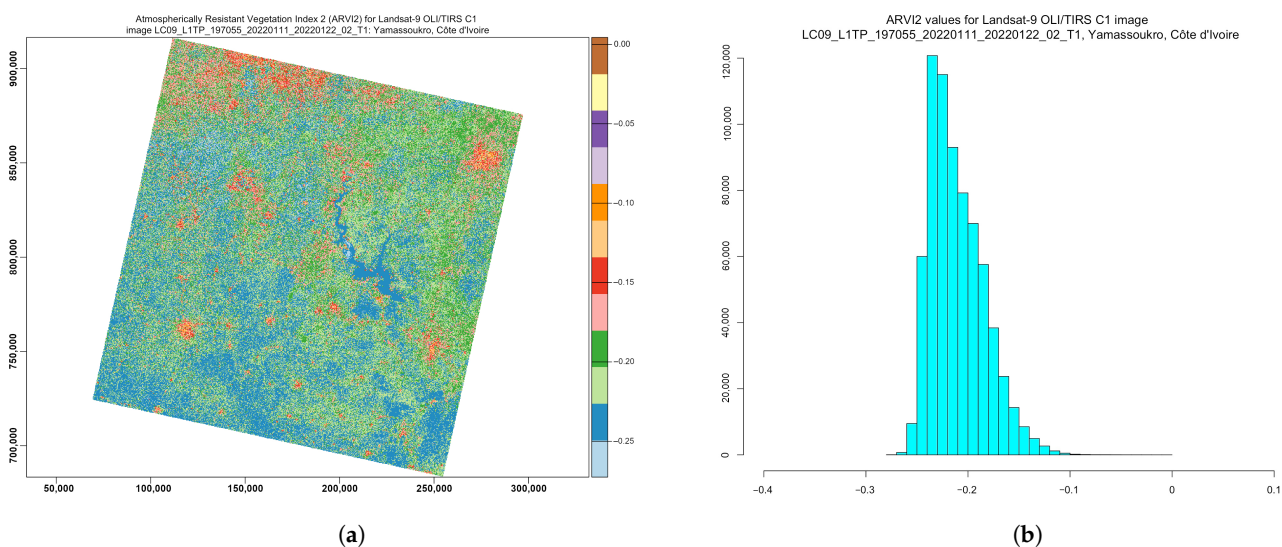 Atmospherically Resistant Vegetation Index 2 (ARVI2) for Landsat-9 OLI/TIRS C1
image LC09_L1TP_197055_20220111_20220122_02_T1: Yamassoukro, Côte d'Ivoire
900,000
850,000
800,000
750,000
700,000
50,000 100,000 150,000 200,000 250,000 300,000
0.00
−0.05
−0.10
−0.15
−0.20
−0.25
(a)
ARVI2 values for Landsat-9 OLI/TIRS C1 image
LC09_L1TP_197055_20220111_20220122_02_T1, Yamassoukro, Côte d'Ivoire
120,000
100,000
80,000
60,000
40,000
20,000
0
−0.4 −0.3 −0.2 −0.1 0 0.1
(b)